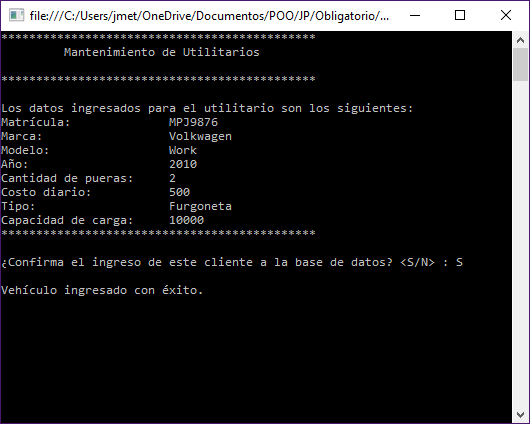 file:///C:/Users/jmet/OneDrive/Documentos/POO/JP/Obligatorio/...
*********************************************
Mantenimiento de Utilitarios
*********************************************
Los datos ingresados para el utilitario son los siguientes:
Matrícula: MPJ9876
Marca: Volkwagen
Modelo: Work
Año: 2010
Cantidad de pueras: 2
Costo diario: 500
Tipo: Furgoneta
Capacidad de carga: 10000
*********************************************
¿Confirma el ingreso de este cliente a la base de datos? <S/N> : S
Vehículo ingresado con éxito.